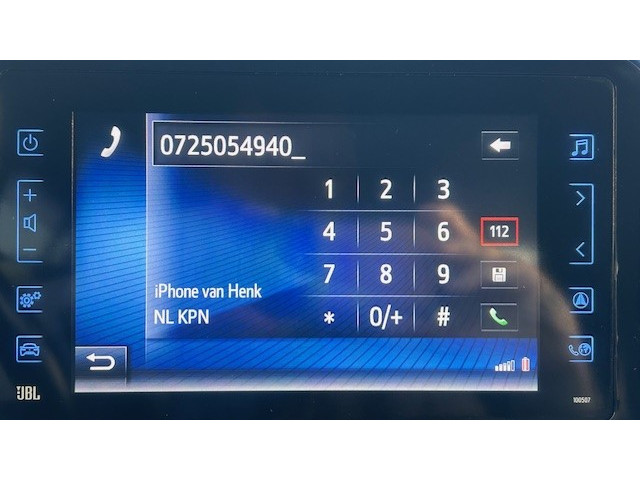 0725054940_
1 2 3
4 5 6 112
7 8 9
iPhone van Henk
NL KPN
* 0/+ #
JBL
100507